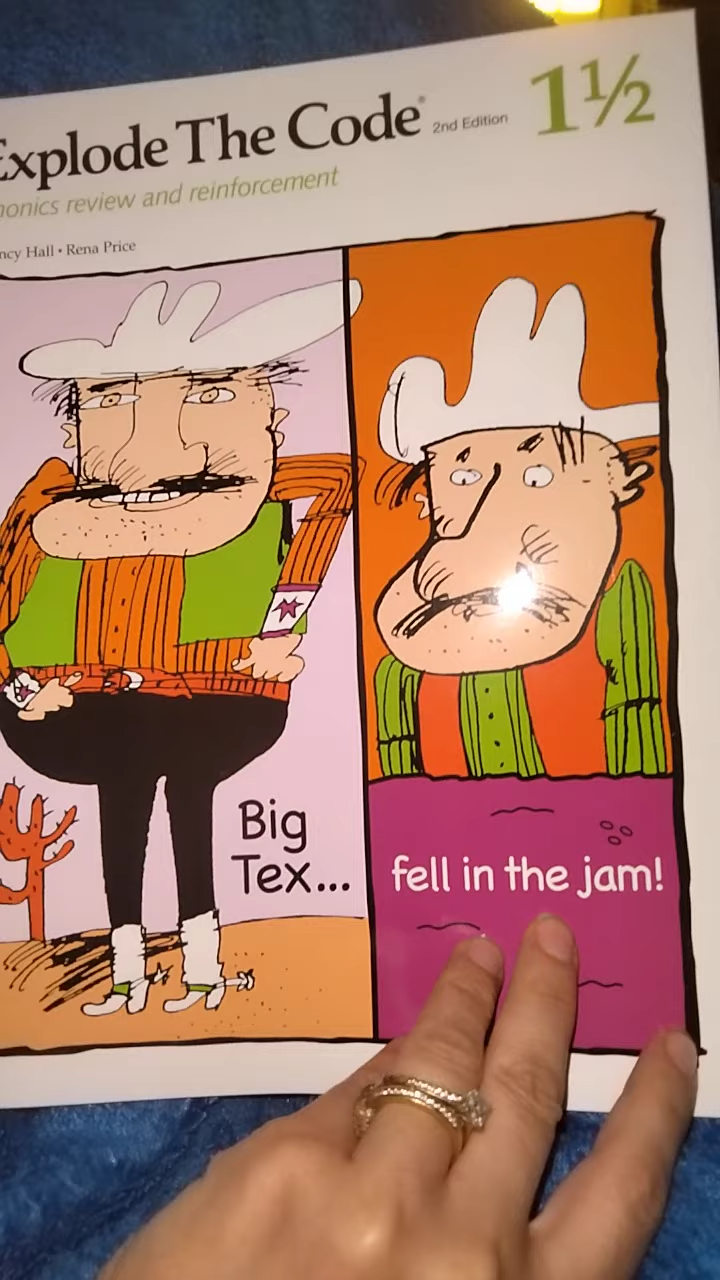 Explode The Code® 2nd Edition 1½
phonics review and reinforcement
Nancy Hall • Rena Price
Big
Tex...
fell in the jam!